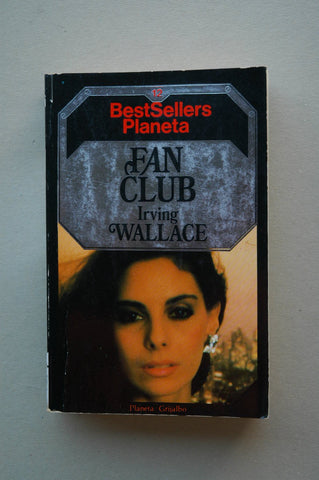 12
BestSellers
Planeta
FAN
CLUB
Irving
WALLACE
Planeta Grijalbo